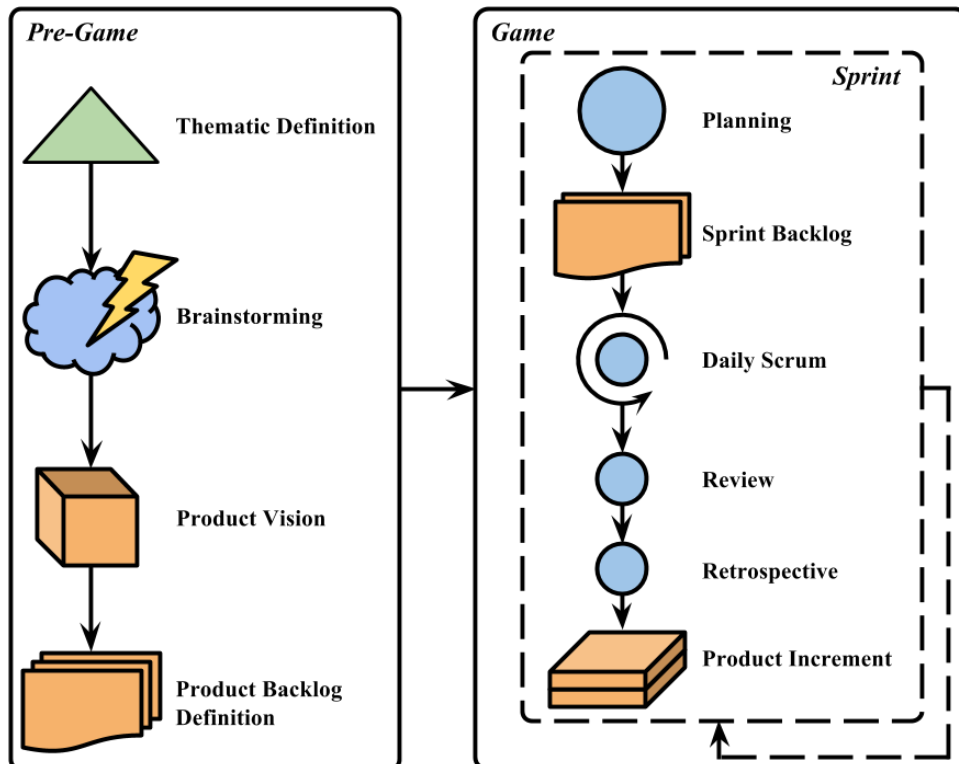 Pre-Game
Thematic Definition
Brainstorming
Product Vision
Product Backlog
Definition
Game
Sprint
Planning
Sprint Backlog
Daily Scrum
Review
Retrospective
Product Increment